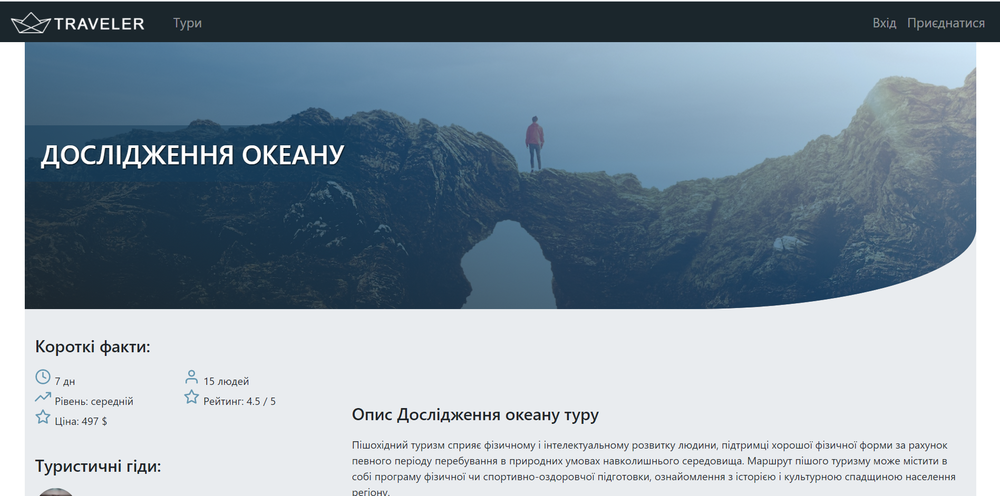 TRAVELER
Тури
Вхід
Приєднатися
ДОСЛІДЖЕННЯ ОКЕАНУ
Короткі факти:
7 дн
15 людей
Рівень: середній
Рейтинг: 4.5 / 5
Ціна: 497 $
Туристичні гіди:
Опис Дослідження океану туру
Пішохідний туризм сприяє фізичному і інтелектуальному розвитку людини, підтримці хорошої фізичної форми за рахунок
певного періоду перебування в природних умовах навколишнього середовища. Маршрут пішого туризму може містити в
собі програму фізичної чи спортивно-оздоровчої підготовки, ознайомлення з історією і культурною спадщиною населення
регіону.